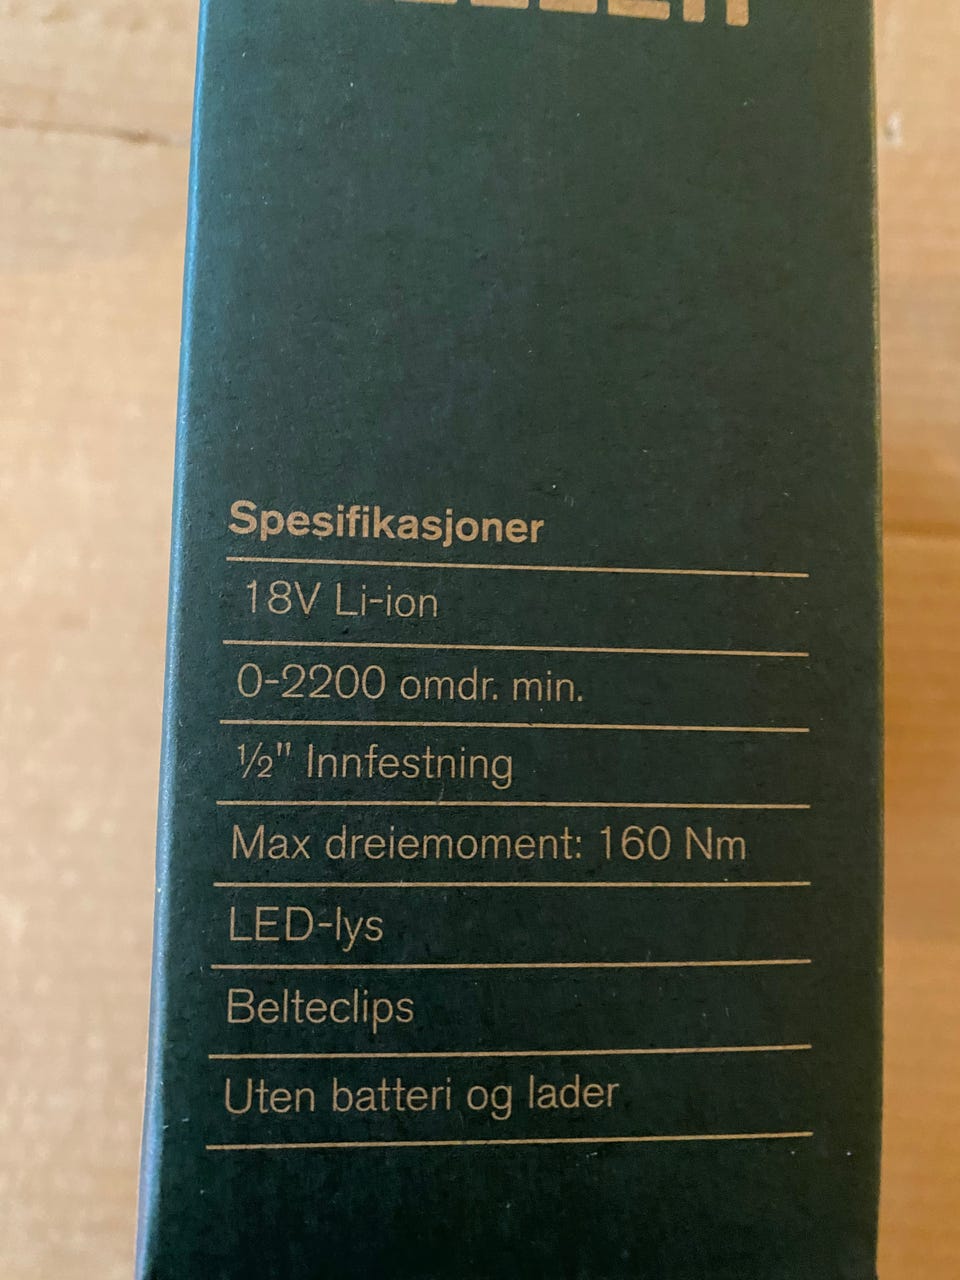 Spesifikasjoner
18V Li-ion
0-2200 omdr. min.
½" Innfestning
Max dreiemoment: 160 Nm
LED-lys
Belteclips
Uten batteri og lader